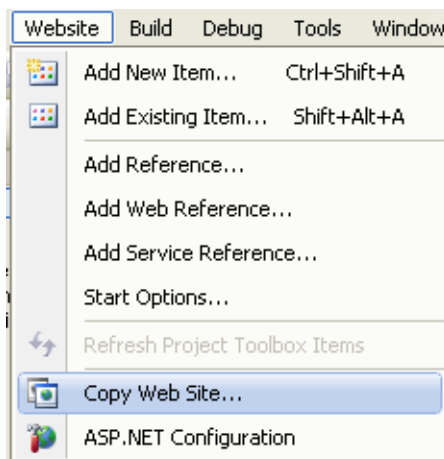 Website Build Debug Tools Window
Add New Item... Ctrl+Shift+A
Add Existing Item... Shift+Alt+A
Add Reference...
Add Web Reference...
Add Service Reference...
Start Options...
Refresh Project Toolbox Items
Copy Web Site...
ASP.NET Configuration